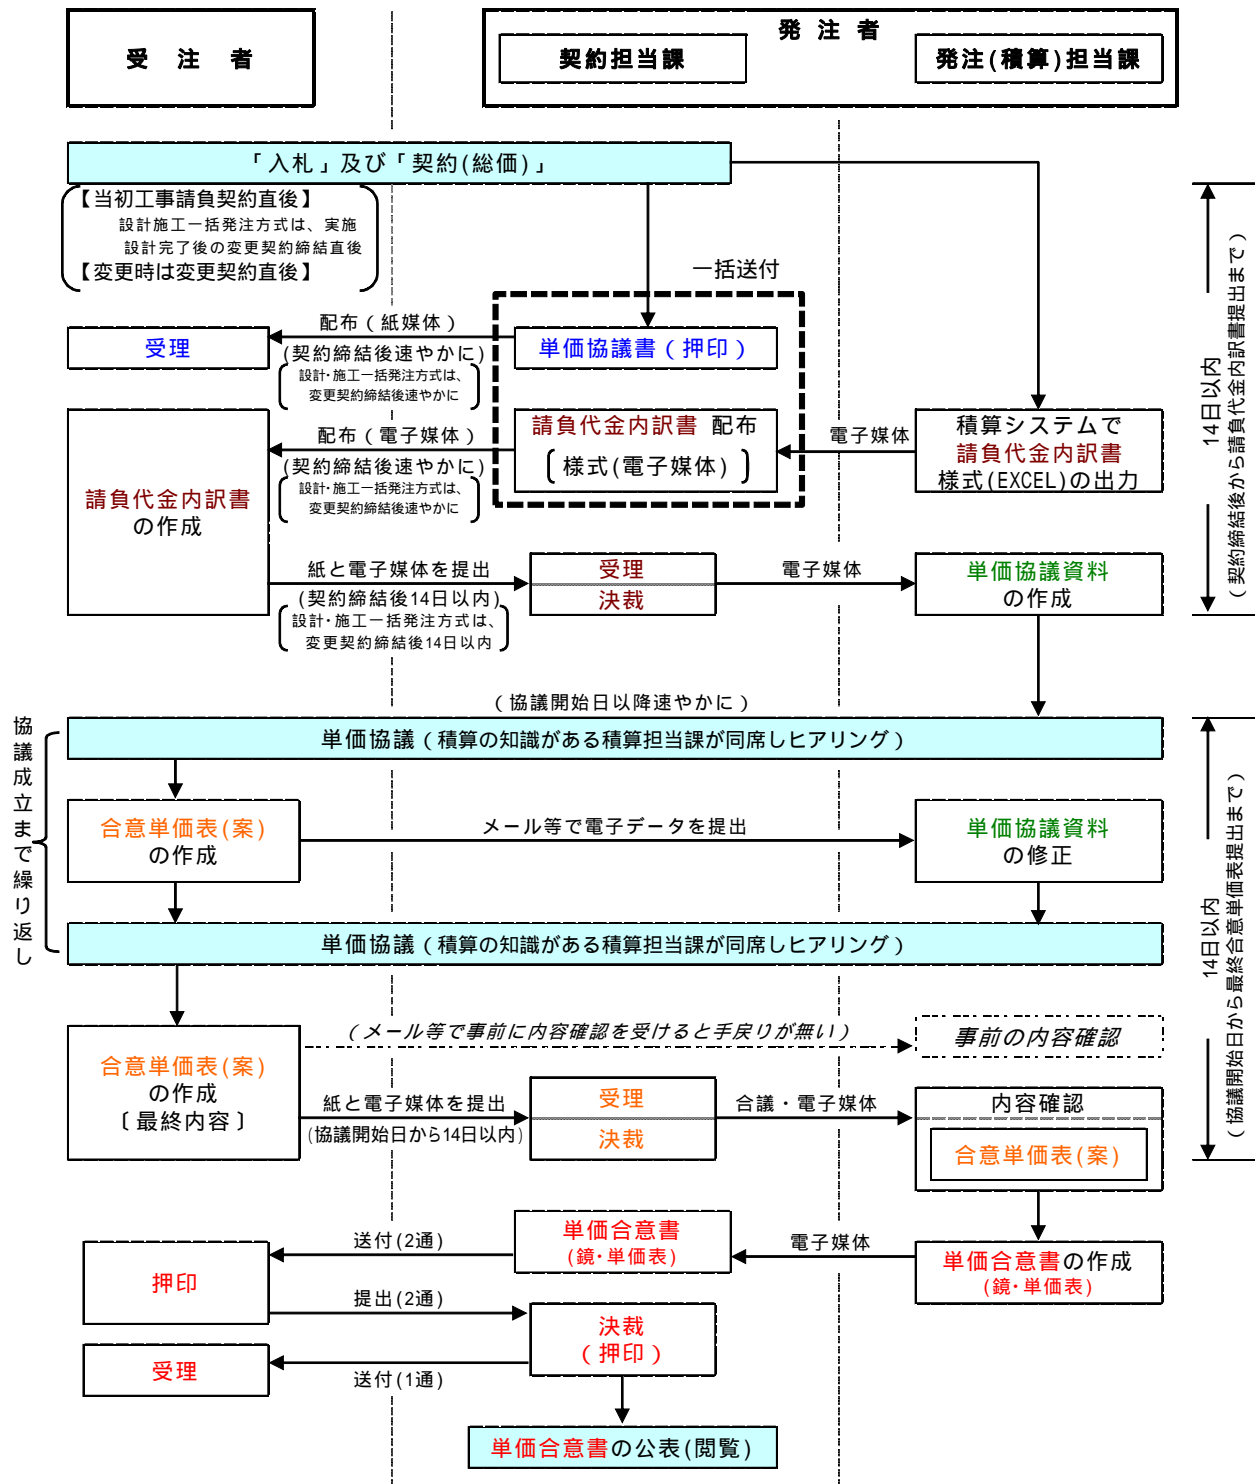 受 注 者
発 注 者
契約担当課
発注(積算)担当課
「入札」及び「契約(総価)」
【当初工事請負契約直後】
設計施工一括発注方式は、実施
設計完了後の変更契約締結直後
【変更時は変更契約直後】
一括送付
受理
配布（紙媒体）
(契約締結後速やかに)
設計・施工一括発注方式は、
変更契約締結後速やかに
単価協議書（押印）
請負代金内訳書
の作成
配布（電子媒体）
(契約締結後速やかに)
設計・施工一括発注方式は、
変更契約締結後速やかに
請負代金内訳書 配布
〔様式(電子媒体)〕
電子媒体
積算システムで
請負代金内訳書
様式(EXCEL)の出力
紙と電子媒体を提出
(契約締結後14日以内)
設計・施工一括発注方式は、
変更契約締結後14日以内
受理
決裁
電子媒体
単価協議資料
の作成
14日以内
（契約締結後から請負代金内訳書提出まで）
（協議開始日以降速やかに）
単価協議（積算の知識がある積算担当課が同席しヒアリング）
協議成立まで繰り返し
合意単価表(案)
の作成
メール等で電子データを提出
単価協議資料
の修正
単価協議（積算の知識がある積算担当課が同席しヒアリング）
14日以内
（協議開始日から最終合意単価表提出まで）
合意単価表(案)
の作成
〔最終内容〕
（メール等で事前に内容確認を受けると手戻りが無い）
事前の内容確認
紙と電子媒体を提出
(協議開始日から14日以内)
受理
決裁
合議・電子媒体
内容確認
合意単価表(案)
押印
送付(2通)
単価合意書
(鏡・単価表)
電子媒体
単価合意書の作成
(鏡・単価表)
提出(2通)
決裁
（押印）
受理
送付(1通)
単価合意書の公表(閲覧)